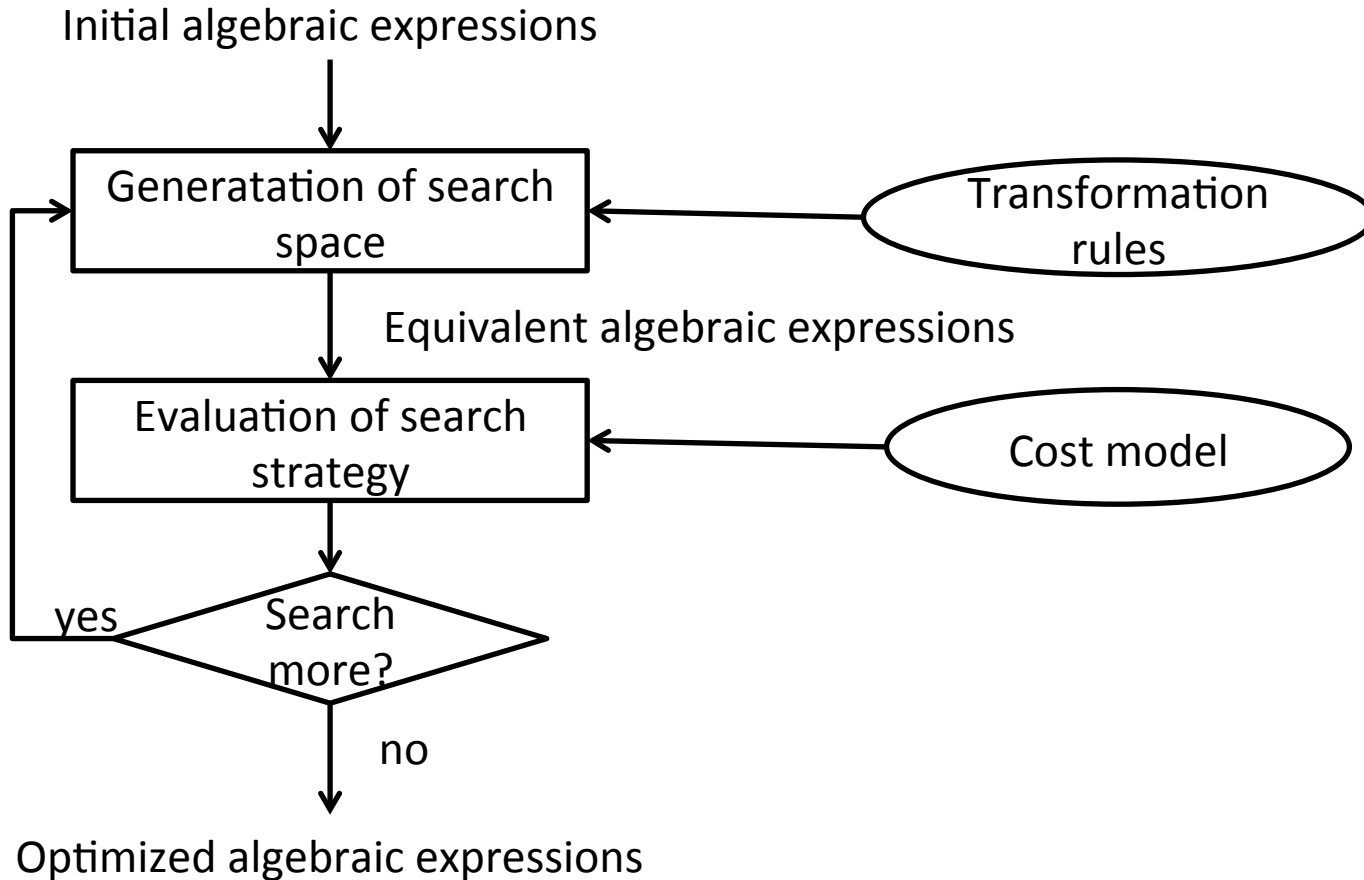 Initial algebraic expressions
Generatation of search
space
Transformation
rules
Equivalent algebraic expressions
Evaluation of search
strategy
Cost model
yes
Search
more?
no
Optimized algebraic expressions